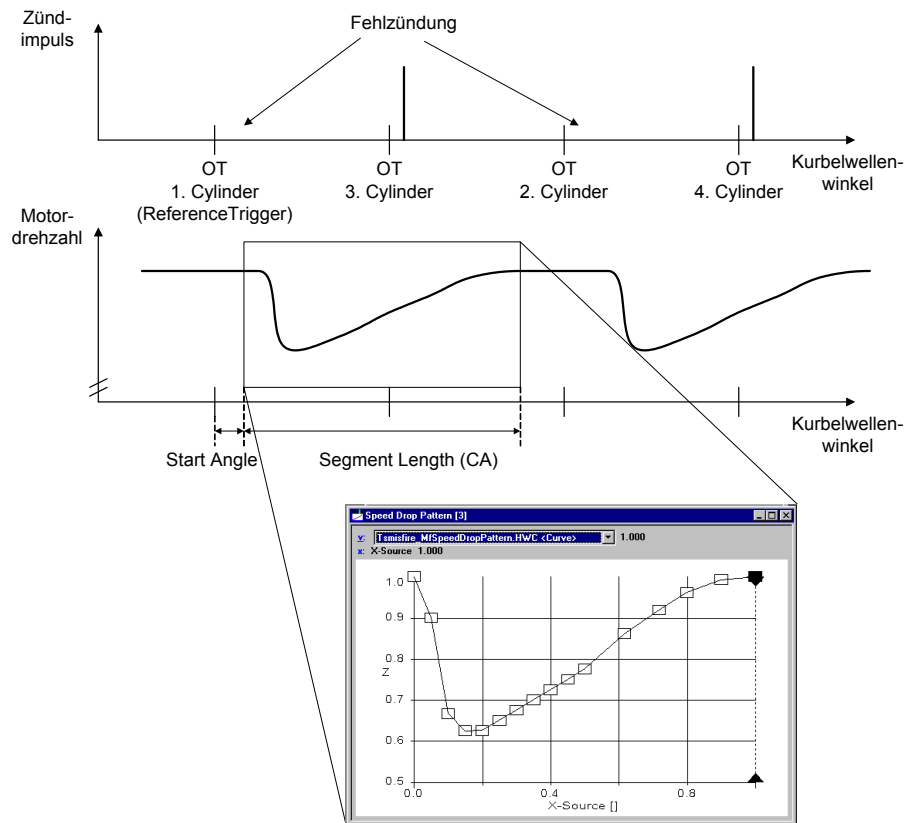 Zünd-
impuls
Fehlzündung
OT
1. Cylinder
(ReferenceTrigger)
OT
3. Cylinder
OT
2. Cylinder
OT
4. Cylinder
Kurbelwellen-
winkel
Motor-
drehzahl
Kurbelwellen-
winkel
Start Angle
Segment Length (CA)
Speed Drop Pattern [3]
y: Tsmisfire_MfSpeedDropPattern.HWC <Curve> 1.000
x: X-Source 1.000
1.0
0.9
0.8
Z
0.7
0.6
0.5
0.0
0.4
0.8
X-Source []